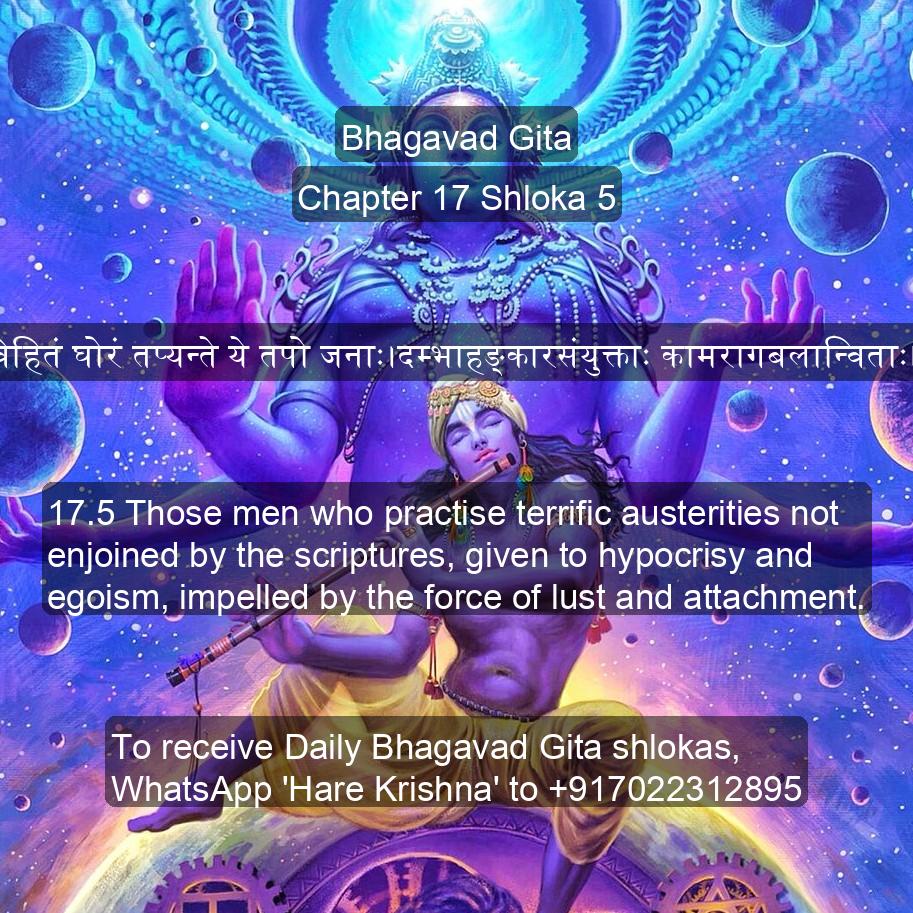 Bhagavad Gita
Chapter 17 Shloka 5
घोरं तप्यन्ते ये तपो जनाः।दम्भाहङ्कारसंयुक्ताः कामरागबलान्विताः
17.5 Those men who practise terrific austerities not
enjoined by the scriptures, given to hypocrisy and
egoism, impelled by the force of lust and attachment.
To receive Daily Bhagavad Gita shlokas,
WhatsApp 'Hare Krishna' to +917022312895